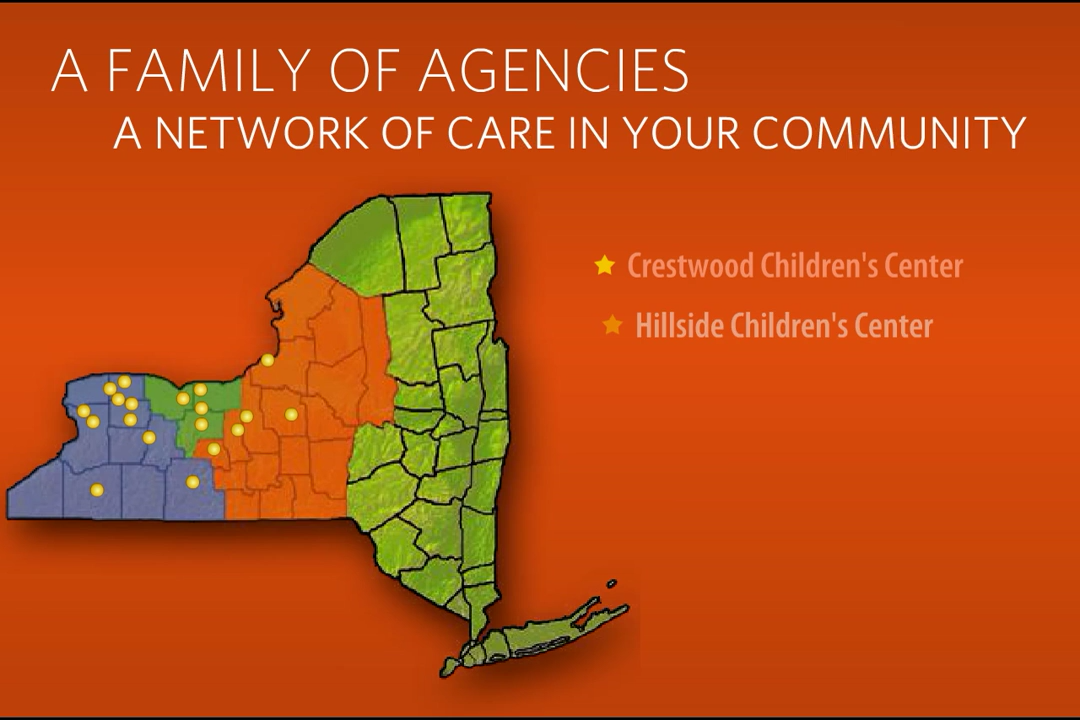 A FAMILY OF AGENCIES
A NETWORK OF CARE IN YOUR COMMUNITY
Crestwood Children's Center
Hillside Children's Center